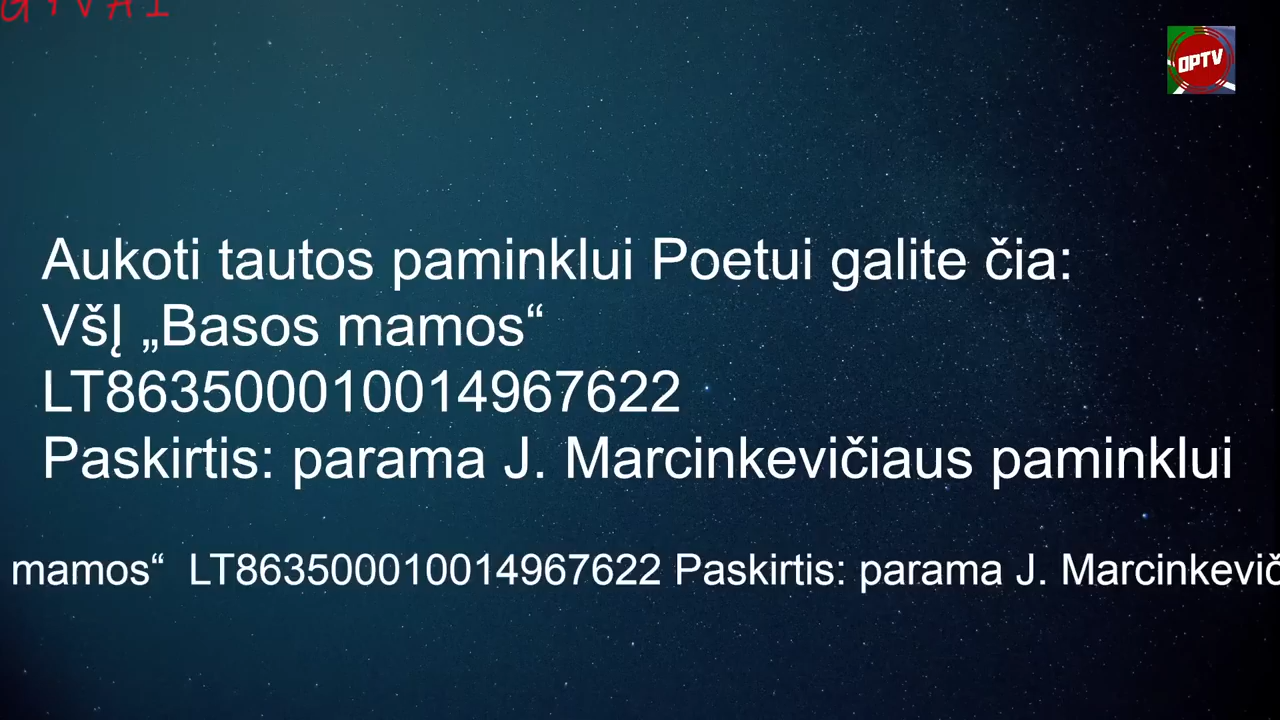 GYVAI
OPTV
Aukoti tautos paminklui Poetui galite čia:
VšĮ „Basos mamos“
LT863500010014967622
Paskirtis: parama J. Marcinkevičiaus paminklui
mamos“ LT863500010014967622 Paskirtis: parama J. Marcinkevič